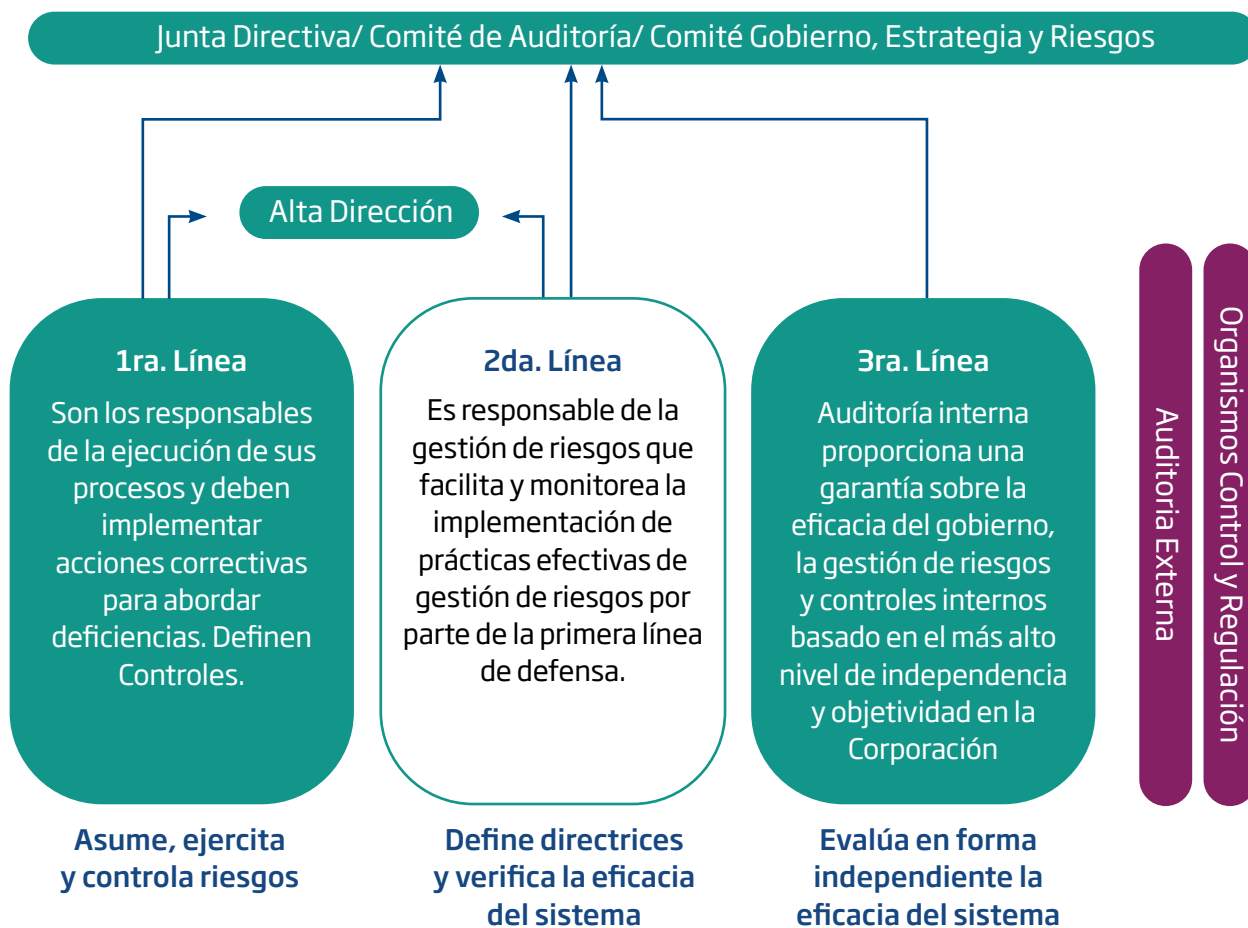 Junta Directiva/ Comité de Auditoría/ Comité Gobierno, Estrategia y Riesgos
Alta Dirección
1ra. Línea
Son los responsables
de la ejecución de sus
procesos y deben
implementar
acciones correctivas
para abordar
deficiencias. Definen
Controles.
Asume, ejercita
y controla riesgos
2da. Línea
Es responsable de la
gestión de riesgos que
facilita y monitorea la
implementación de
prácticas efectivas de
gestión de riesgos por
parte de la primera línea
de defensa.
Define directrices
y verifica la eficacia
del sistema
3ra. Línea
Auditoría interna
proporciona una
garantía sobre la
eficacia del gobierno,
la gestión de riesgos
y controles internos
basado en el más alto
nivel de independencia
y objetividad en la
Corporación
Evalúa en forma
independiente la
eficacia del sistema
Auditoria Externa
Organismos Control y Regulación